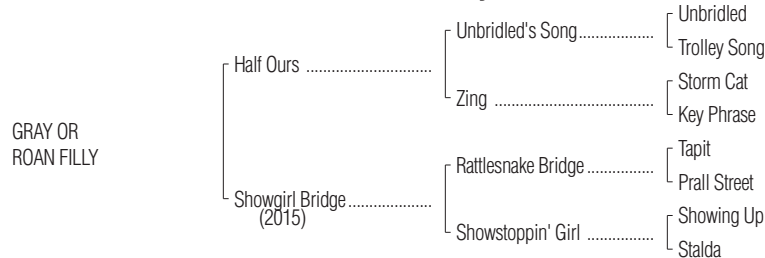 Unbridled
Unbridled's Song..................
Trolley Song
Half Ours ..............................
Storm Cat
Zing ......................................
Key Phrase
GRAY OR
ROAN FILLY
Tapit
Rattlesnake Bridge................
Prall Street
Showgirl Bridge....................
(2015)
Showing Up
Showstoppin' Girl ................
Stalda